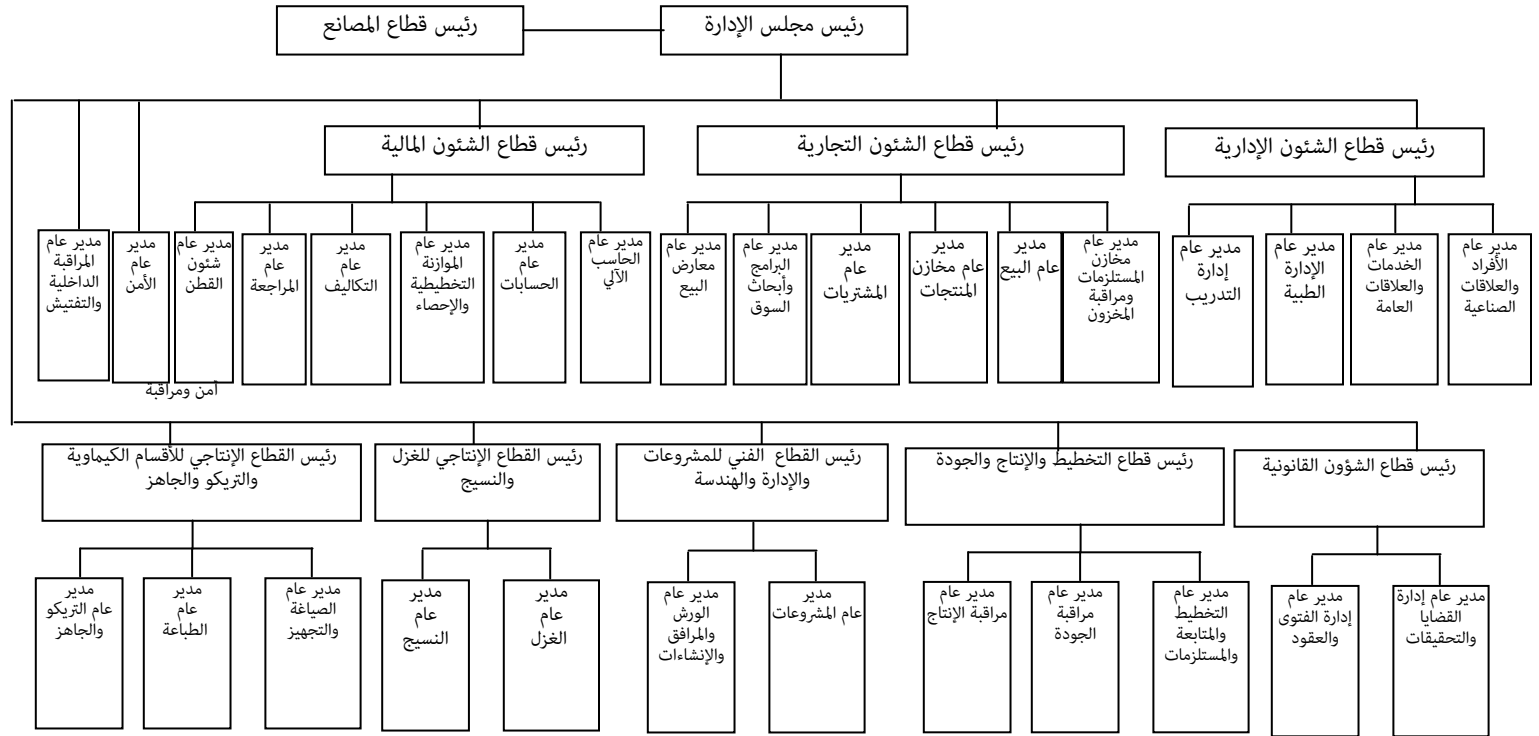 رئيس مجلس الإدارة
رئيس قطاع المصانع
رئيس قطاع الشئون الإدارية
رئيس قطاع الشئون التجارية
رئيس قطاع الشئون المالية
مدير عام
الأفراد
والعلاقات
الصناعية
مدير عام
الخدمات
والعلاقات
العامة
مدير عام
الإدارة
الطبية
مدير عام
إدارة
التدريب
مدير عام
مخازن
المستلزمات
ومراقبة
المخزون
مدير
عام البيع
مدير
عام مخازن
المنتجات
مدير
عام
المشتريات
مدير عام
البرامج
وأبحاث
السوق
مدير عام
معارض
البيع
مدير عام
الحاسب
الآلي
مدير
عام
الحسابات
مدير عام
الموازنة
التخطيطية
والإحصاء
مدير
عام
التكاليف
مدير
عام
المراجعة
مدير عام
شئون
القطن
مدير
عام
الأمن
مدير عام
المراقبة
الداخلية
والتفتيش
أمن ومراقبة
رئيس قطاع الشؤون القانونية
رئيس قطاع التخطيط والإنتاج والجودة
رئيس القطاع الفني للمشروعات
والإدارة والهندسة
رئيس القطاع الإنتاجي للغزل
والنسيج
رئيس القطاع الإنتاجي للأقسام الكيماوية
والتريكو والجاهز
مدير عام إدارة
القضايا
والتحقيقات
مدير عام
إدارة الفتوى
والعقود
مدير عام
التخطيط
والمتابعة
والمستلزمات
مدير عام
مراقبة
الجودة
مدير عام
مراقبة الإنتاج
مدير
عام المشروعات
مدير عام
الورش
والمرافق
والإنشاءات
مدير
عام
الغزل
مدير
عام
النسيج
مدير عام
الصياغة
والتجهيز
مدير
عام
الطباعة
مدير
عام التريكو
والجاهز